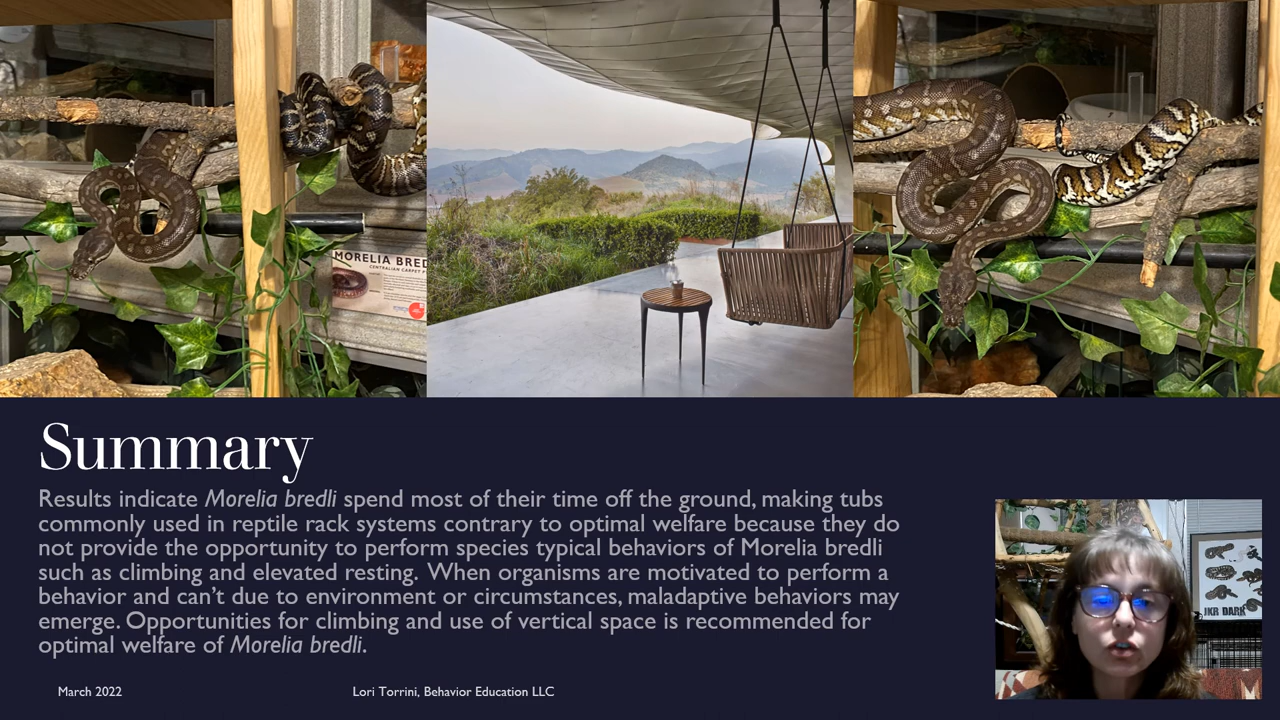 MORELIA BRED
CENTRALIAN CARPET
Summary
Results indicate Morelia bredli spend most of their time off the ground, making tubs
commonly used in reptile rack systems contrary to optimal welfare because they do
not provide the opportunity to perform species typical behaviors of Morelia bredli
such as climbing and elevated resting.  When organisms are motivated to perform a
behavior and can’t due to environment or circumstances, maladaptive behaviors may
emerge. Opportunities for climbing and use of vertical space is recommended for
optimal welfare of Morelia bredli.
JKR DARK
March 2022
Lori Torrini, Behavior Education LLC